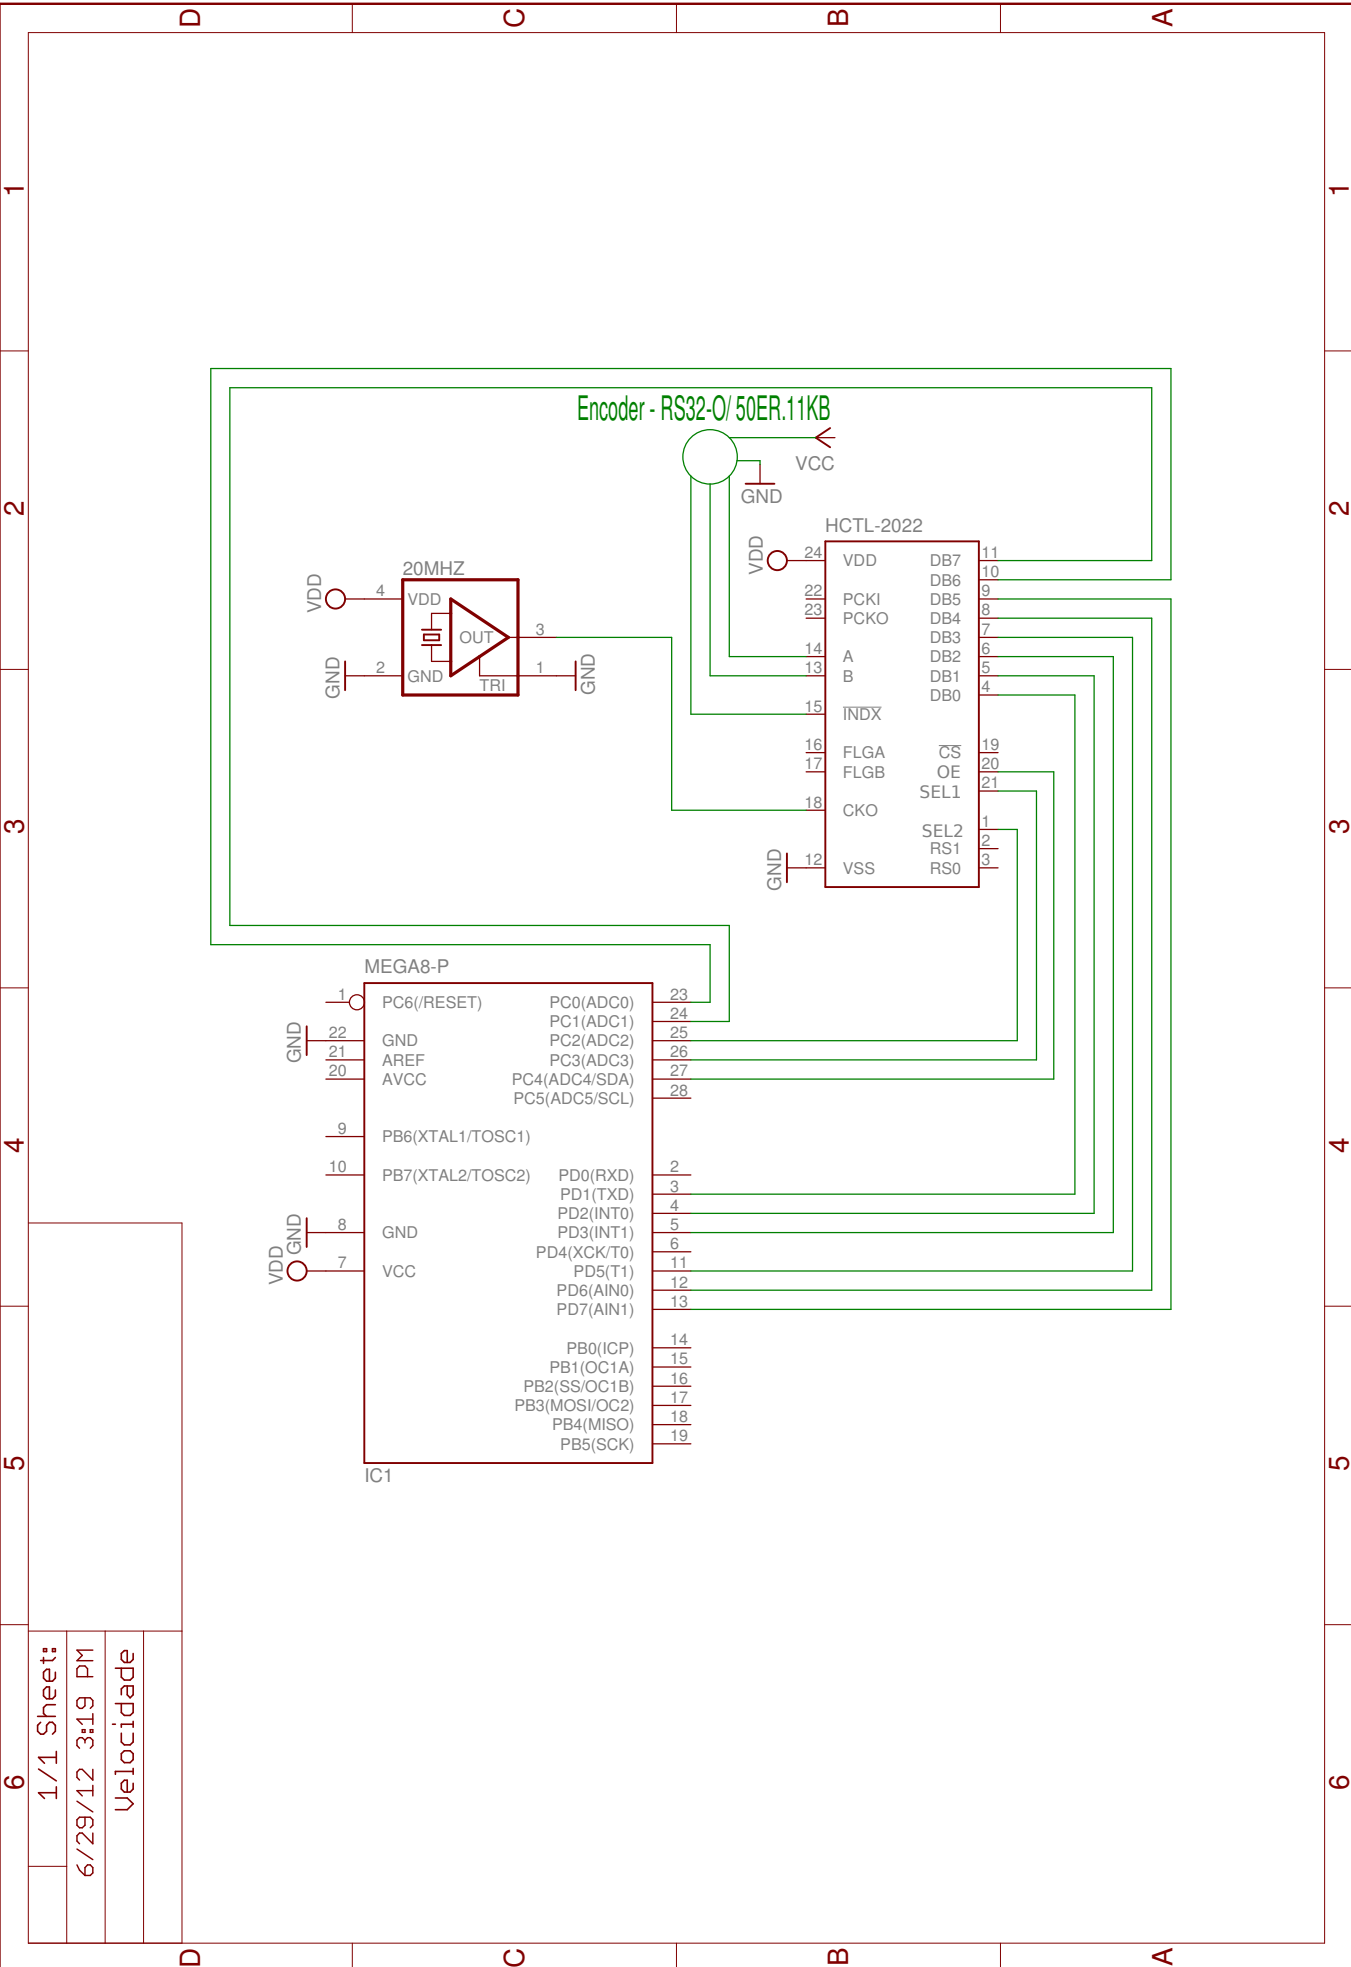 D C B A
1 1
Encoder - RS32-O/ 50ER.11KB
VCC
GND
2 2
HCTL-2022
VDD 24 VDD DB7 11
DB6 10
22 PCKI DB5 9
23 PCKO DB4 8
DB3 7
14 A DB2 6
13 B DB1 5
DB0 4
15 INDX
16 FLGA CS 19
17 FLGB OE 20
SEL1 21
18 CKO
SEL2 1
RS1 2
GND 12 VSS RS0 3
20MHZ
VDD 4 VDD
OUT 3
GND 2 GND TRI 1 GND
3 3
MEGA8-P
1 PC6(/RESET) PC0(ADC0) 23
PC1(ADC1) 24
GND 22 GND PC2(ADC2) 25
21 AREF PC3(ADC3) 26
20 AVCC PC4(ADC4/SDA) 27
PC5(ADC5/SCL) 28
9 PB6(XTAL1/TOSC1)
4 4
10 PB7(XTAL2/TOSC2) PD0(RXD) 2
PD1(TXD) 3
PD2(INT0) 4
GND 8 GND PD3(INT1) 5
PD4(XCK/T0) 6
VDD 7 VCC PD5(T1) 11
PD6(AIN0) 12
PD7(AIN1) 13
PB0(ICP) 14
PB1(OC1A) 15
PB2(SS/OC1B) 16
PB3(MOSI/OC2) 17
PB4(MISO) 18
PB5(SCK) 19
IC1
5 5
Velocidade
6/29/12 3:19 PM
1/1 Sheet:
6 6
D C B A